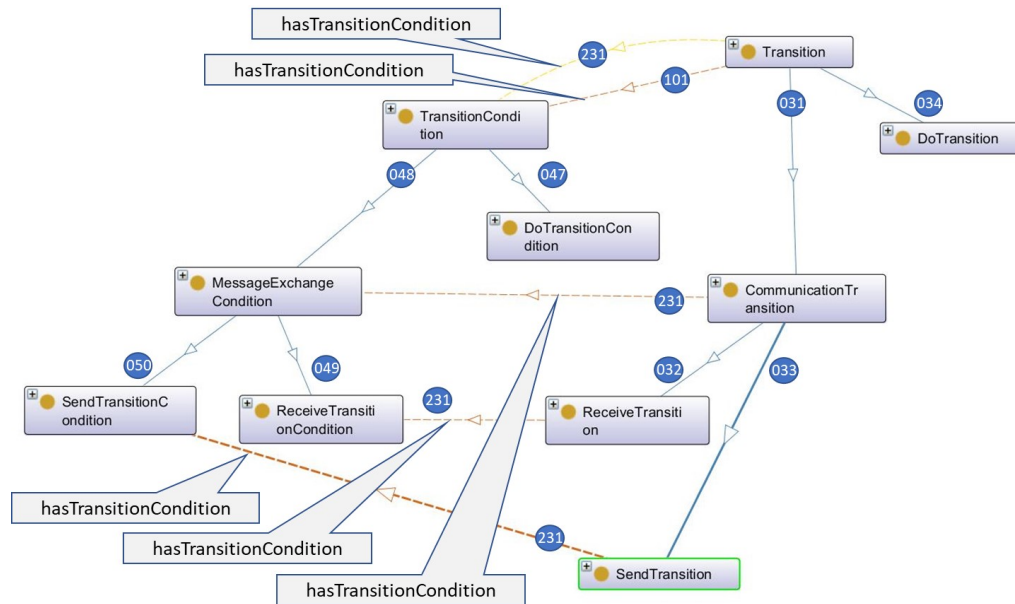 hasTransitionCondition
231
Transition
hasTransitionCondition
101
031
034
TransitionCondi
tion
DoTransition
048
047
DoTransitionCon
dition
MessageExchange
Condition
231
CommunicationTr
ansition
050
049
032
033
SendTransitionC
ondition
ReceiveTransiti
onCondition
231
ReceiveTransiti
on
hasTransitionCondition
hasTransitionCondition
231
hasTransitionCondition
SendTransition